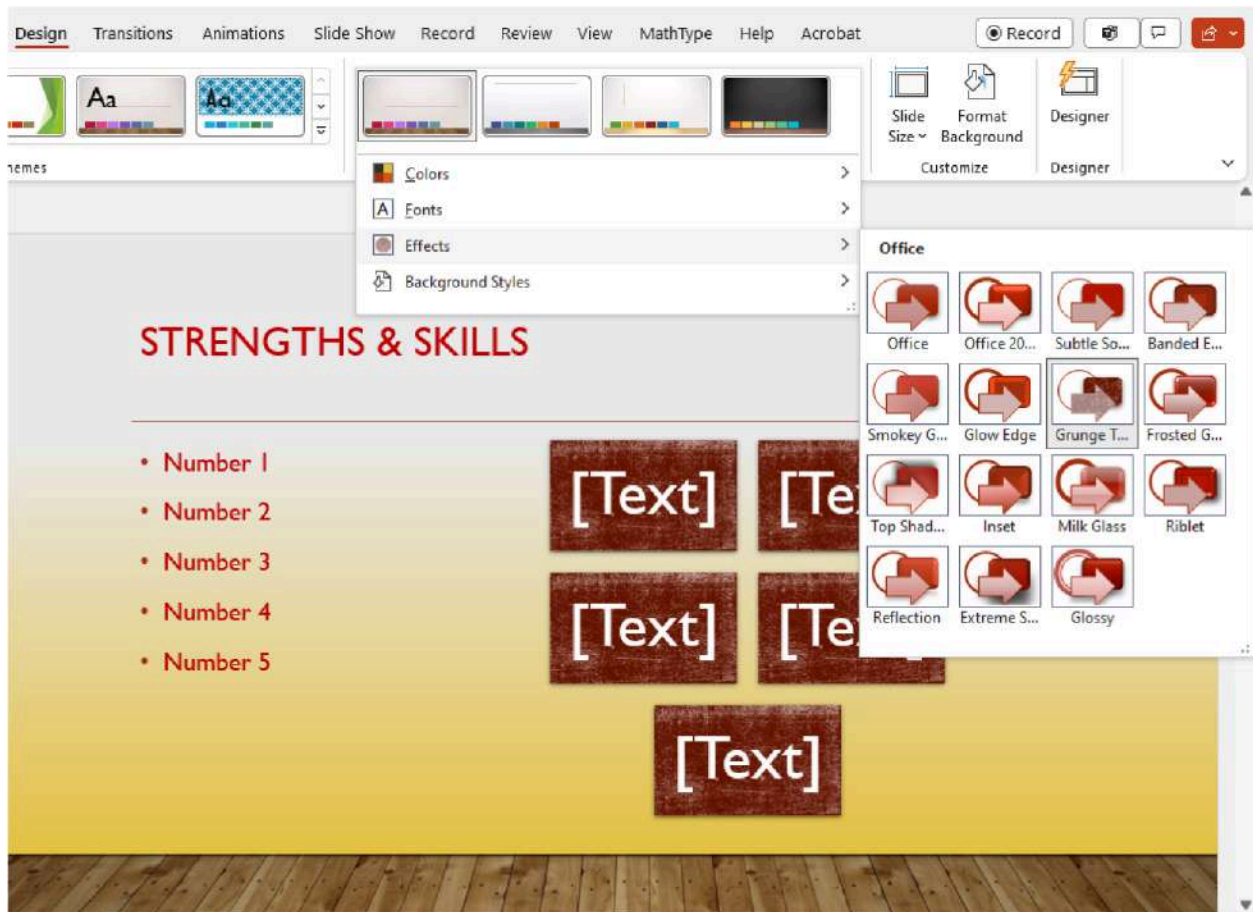 Design Transitions Animations Slide Show Record Review View MathType Help Acrobat Record
Aa
Aa
Slide Size
Format Background
Designer
hemes
Customize
Designer
Colors
Fonts
Effects
Background Styles
Office
Office Office 20... Subtle So... Banded E...
Smokey G... Glow Edge Grunge T... Frosted G...
Top Shad... Inset Milk Glass Riblet
Reflection Extreme S... Glossy
STRENGTHS & SKILLS
• Number 1
• Number 2
• Number 3
• Number 4
• Number 5
[Text] [Te
[Text] [Te
[Text]